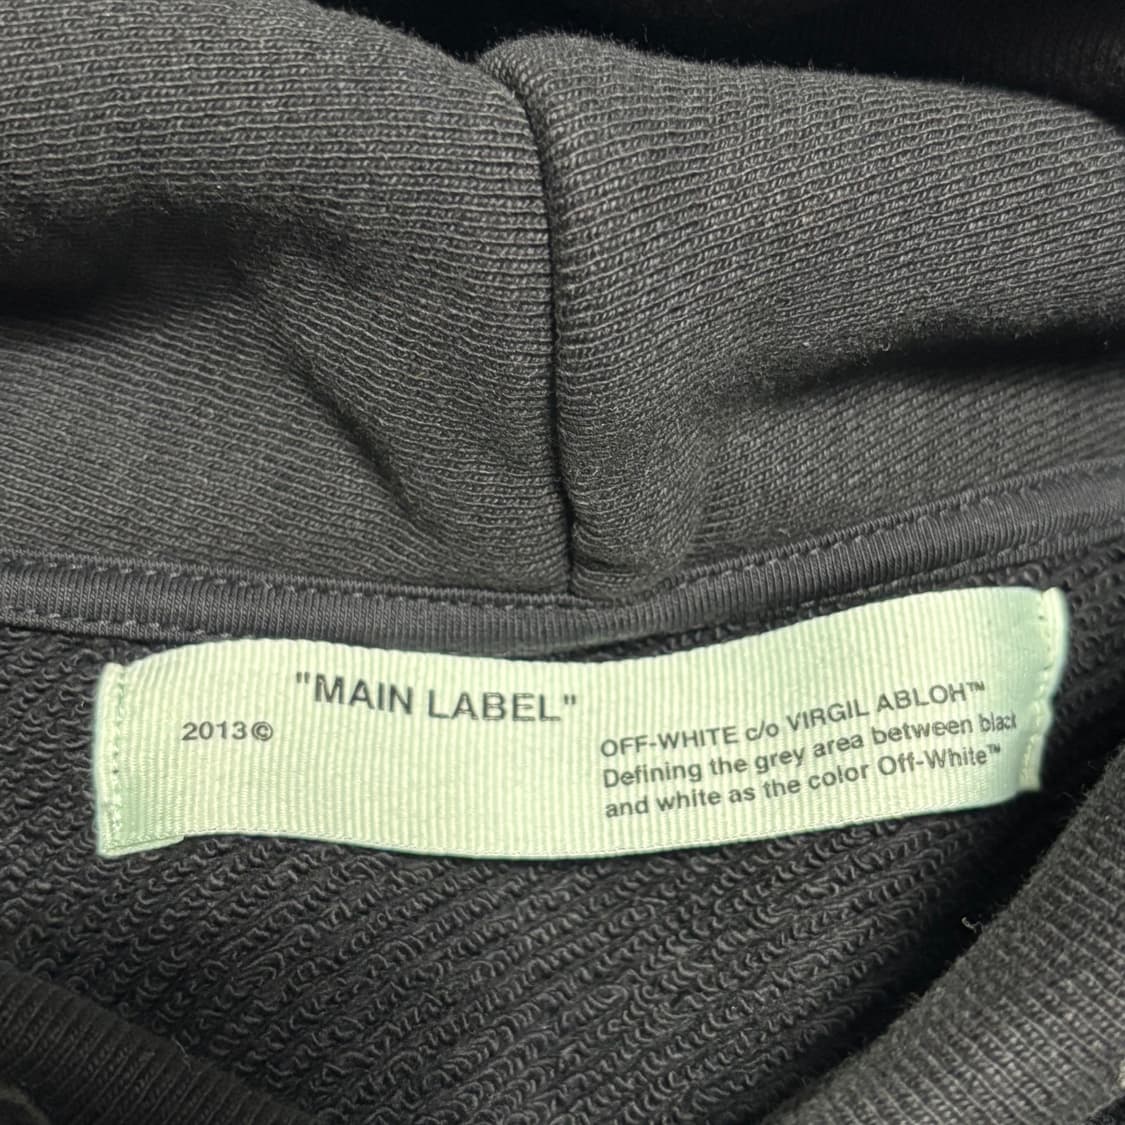 "MAIN LABEL"
2013©
OFF-WHITE c/o VIRGIL ABLOH™
Defining the grey area between black
and white as the color Off-White™